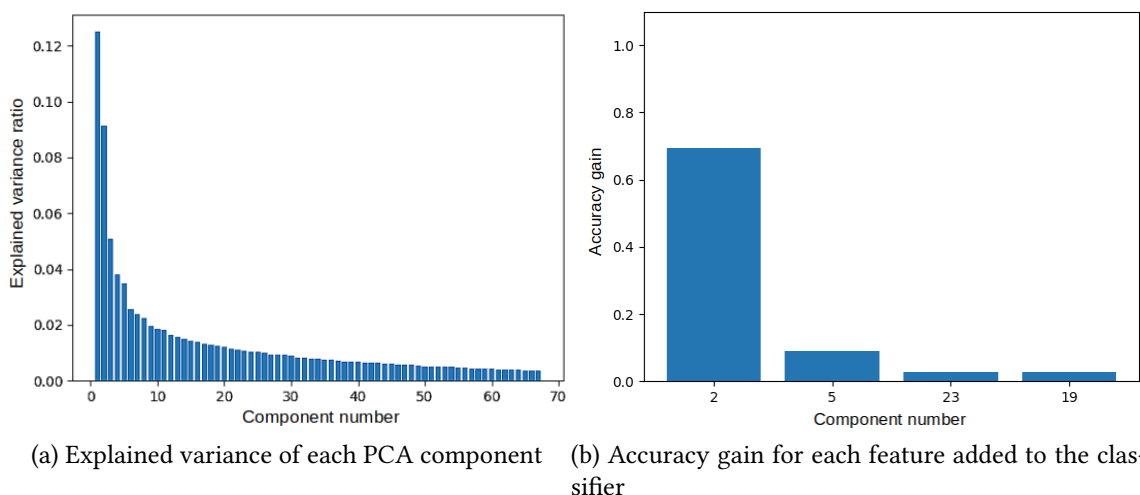 0.12
0.10
0.08
0.06
0.04
0.02
0.00
Explained variance ratio
0 10 20 30 40 50 60 70
Component number
(a) Explained variance of each PCA component
1.0
0.8
0.6
0.4
0.2
0.0
Accuracy gain
2 5 23 19
Component number
(b) Accuracy gain for each feature added to the clas-
sifier